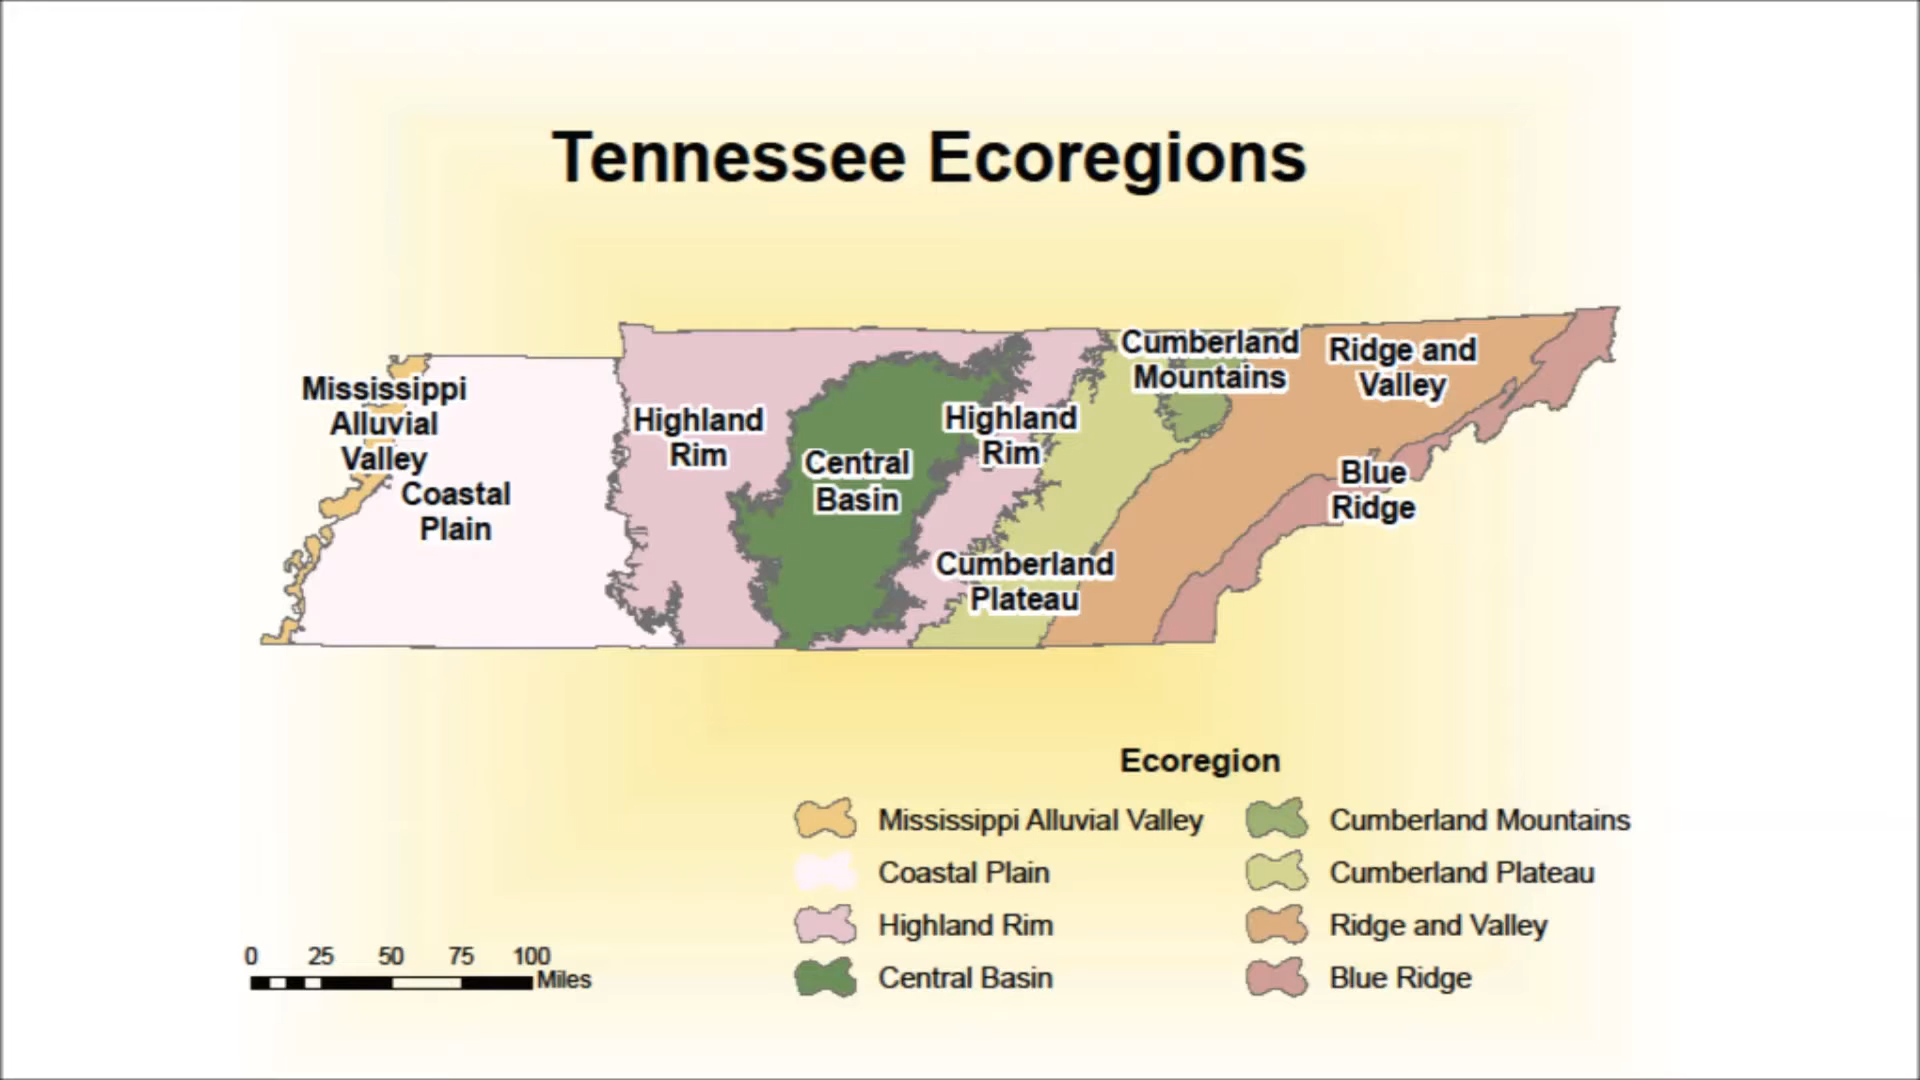 Tennessee Ecoregions
Mississippi
Alluvial
Valley
Coastal
Plain
Highland
Rim
Central
Basin
Highland
Rim
Cumberland
Plateau
Cumberland
Mountains
Ridge and
Valley
Blue
Ridge
Ecoregion
Mississippi Alluvial Valley
Coastal Plain
Highland Rim
Central Basin
Cumberland Mountains
Cumberland Plateau
Ridge and Valley
Blue Ridge
0 25 50 75 100
Miles